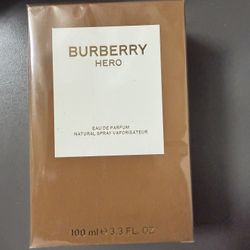 BURBERRY
HERO
EAU DE PARFUM
NATURAL SPRAY VAPORISATEUR
100 ml ℮ 3.3 FL. OZ